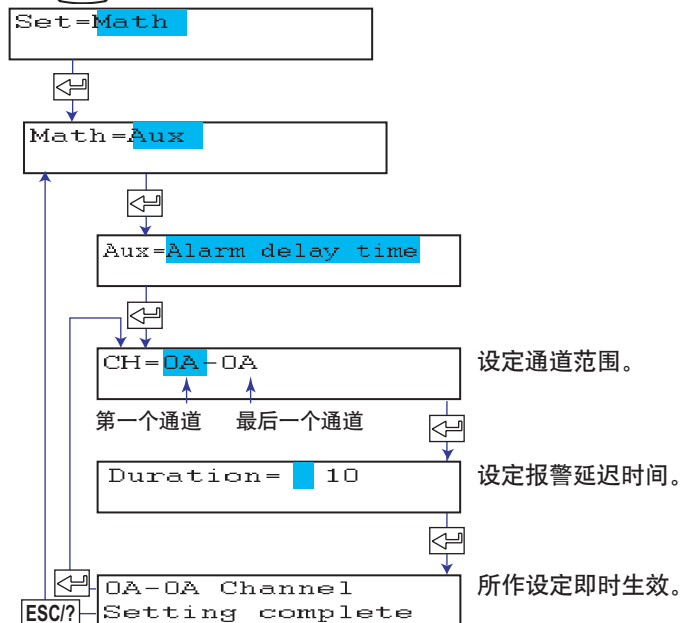 Set=Math
Math=Aux
Aux=Alarm delay time
CH=0A-0A
设定通道范围。
第一个通道 最后一个通道
Duration= 10
设定报警延迟时间。
0A-0A Channel
所作设定即时生效。
ESC/?
Setting complete